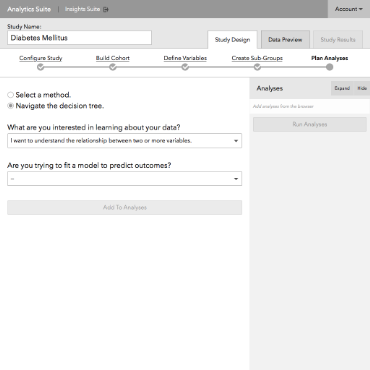 Analytics Suite | Insights Suite Account
Study Name:
Diabetes Mellitus
Study Design Data Preview Study Results
Configure Study Build Cohort Define Variables Create Sub-Groups Plan Analyses
Select a method.
Navigate the decision tree.
Analyses Expand Hide
Add analyses from the browser
Run Analyses
What are you interested in learning about your data?
I want to understand the relationship between two or more variables.
Are you trying to fit a model to predict outcomes?
--
Add To Analyses